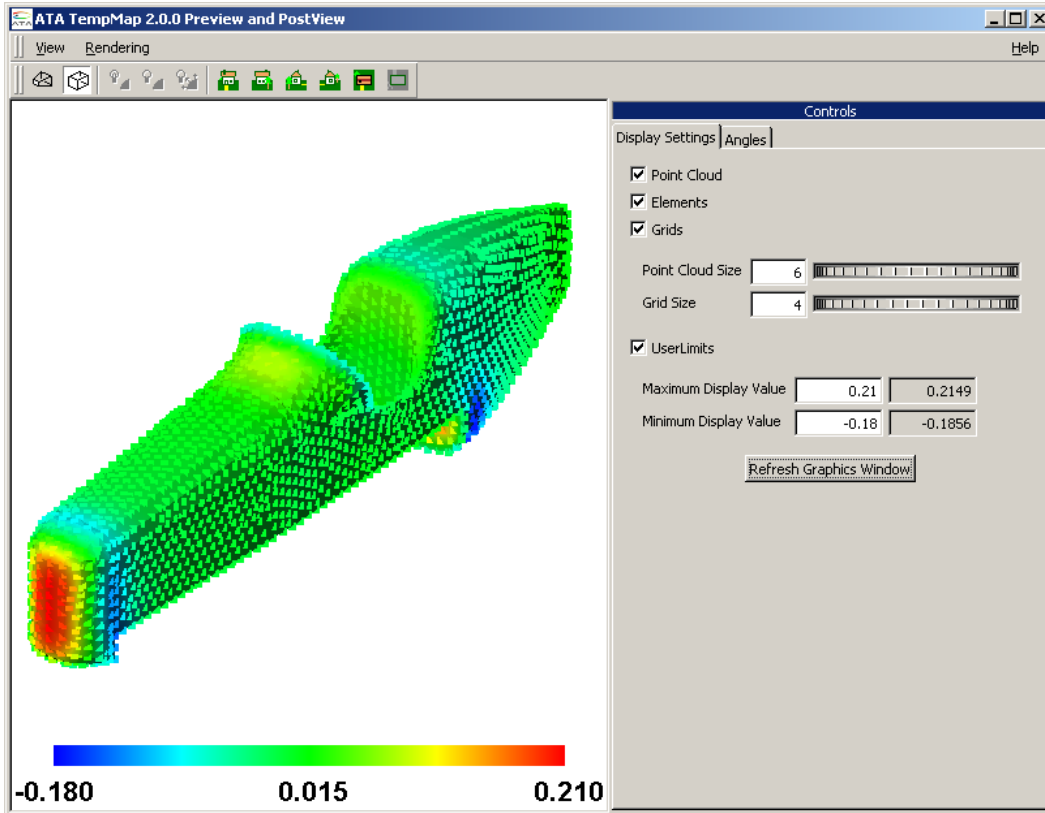 ATA TempMap 2.0.0 Preview and PostView
View Rendering Help
Controls
Display Settings Angles
Point Cloud
Elements
Grids
Point Cloud Size 6
Grid Size 4
UserLimits
Maximum Display Value 0.21 0.2149
Minimum Display Value -0.18 -0.1856
Refresh Graphics Window
-0.180 0.015 0.210